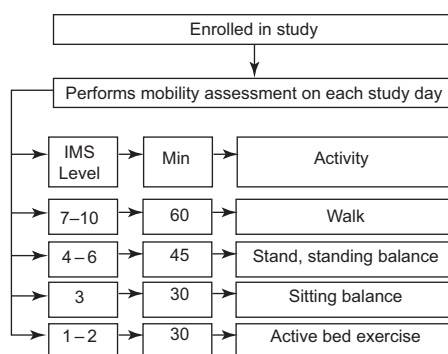 Enrolled in study
Performs mobility assessment on each study day
IMS Level Min Activity
7–10 60 Walk
4–6 45 Stand, standing balance
3 30 Sitting balance
1–2 30 Active bed exercise